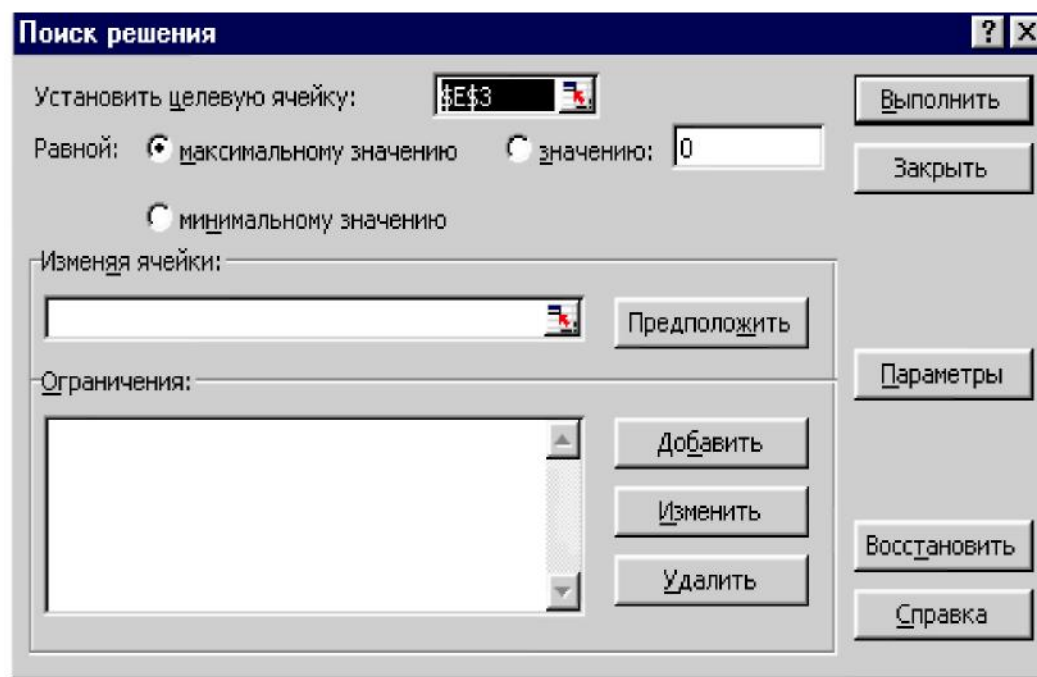 Поиск решения
Установить целевую ячейку: $E$3
Выполнить
Равной: максимальному значению значению: 0
Закрыть
минимальному значению
Изменяя ячейки:
Предположить
Ограничения:
Параметры
Добавить
Изменить
Удалить
Восстановить
Справка